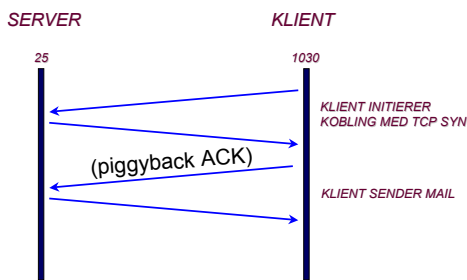 SERVER
KLIENT
25
1030
KLIENT INITIERER
KOBLING MED TCP SYN
(piggyback ACK)
KLIENT SENDER MAIL